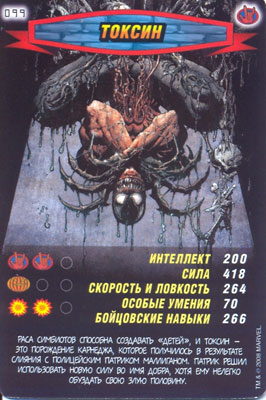 099
ТОКСИН
ИНТЕЛЛЕКТ 200
СИЛА 418
СКОРОСТЬ И ЛОВКОСТЬ 264
ОСОБЫЕ УМЕНИЯ 70
БОЙЦОВСКИЕ НАВЫКИ 266
РАСА СИМБИОТОВ СПОСОБНА СОЗДАВАТЬ «ДЕТЕЙ», И ТОКСИН –
ЭТО ПОРОЖДЕНИЕ КАРНЕДЖА, КОТОРОЕ ПОЛУЧИЛОСЬ В РЕЗУЛЬТАТЕ
СЛИЯНИЯ С ПОЛИЦЕЙСКИМ ПАТРИКОМ МАЛЛИГАНОМ. ПАТРИК РЕШИЛ
ИСПОЛЬЗОВАТЬ НОВУЮ СИЛУ ВО ИМЯ ДОБРА, ХОТЯ ЕМУ НЕЛЕГКО
ОБУЗДАТЬ СВОЮ ЗЛУЮ ПОЛОВИНУ.
TM & © 2008 MARVEL